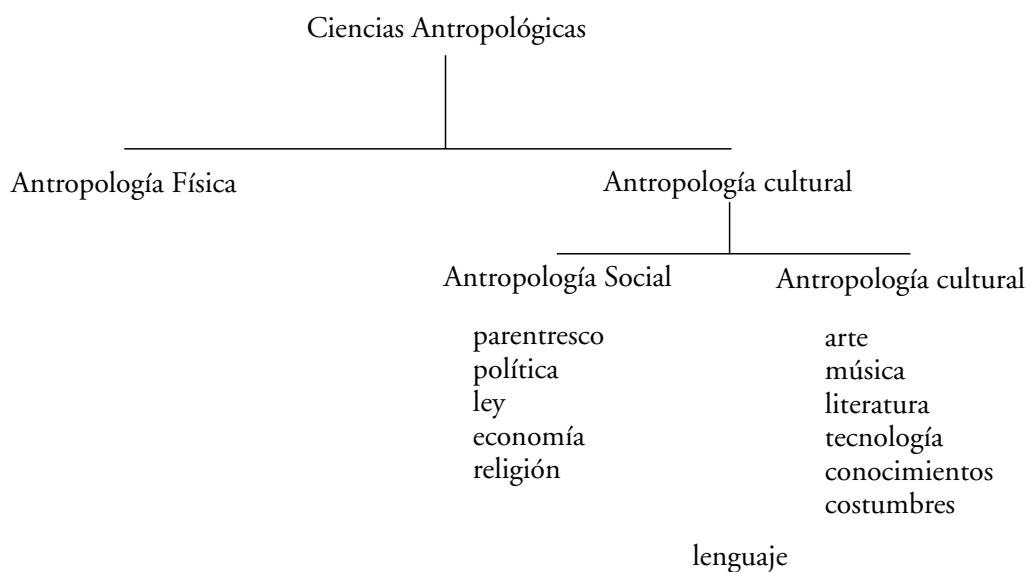 Ciencias Antropológicas
Antropología Física
Antropología cultural
Antropología Social
parentresco
política
ley
economía
religión
Antropología cultural
arte
música
literatura
tecnología
conocimientos
costumbres
lenguaje